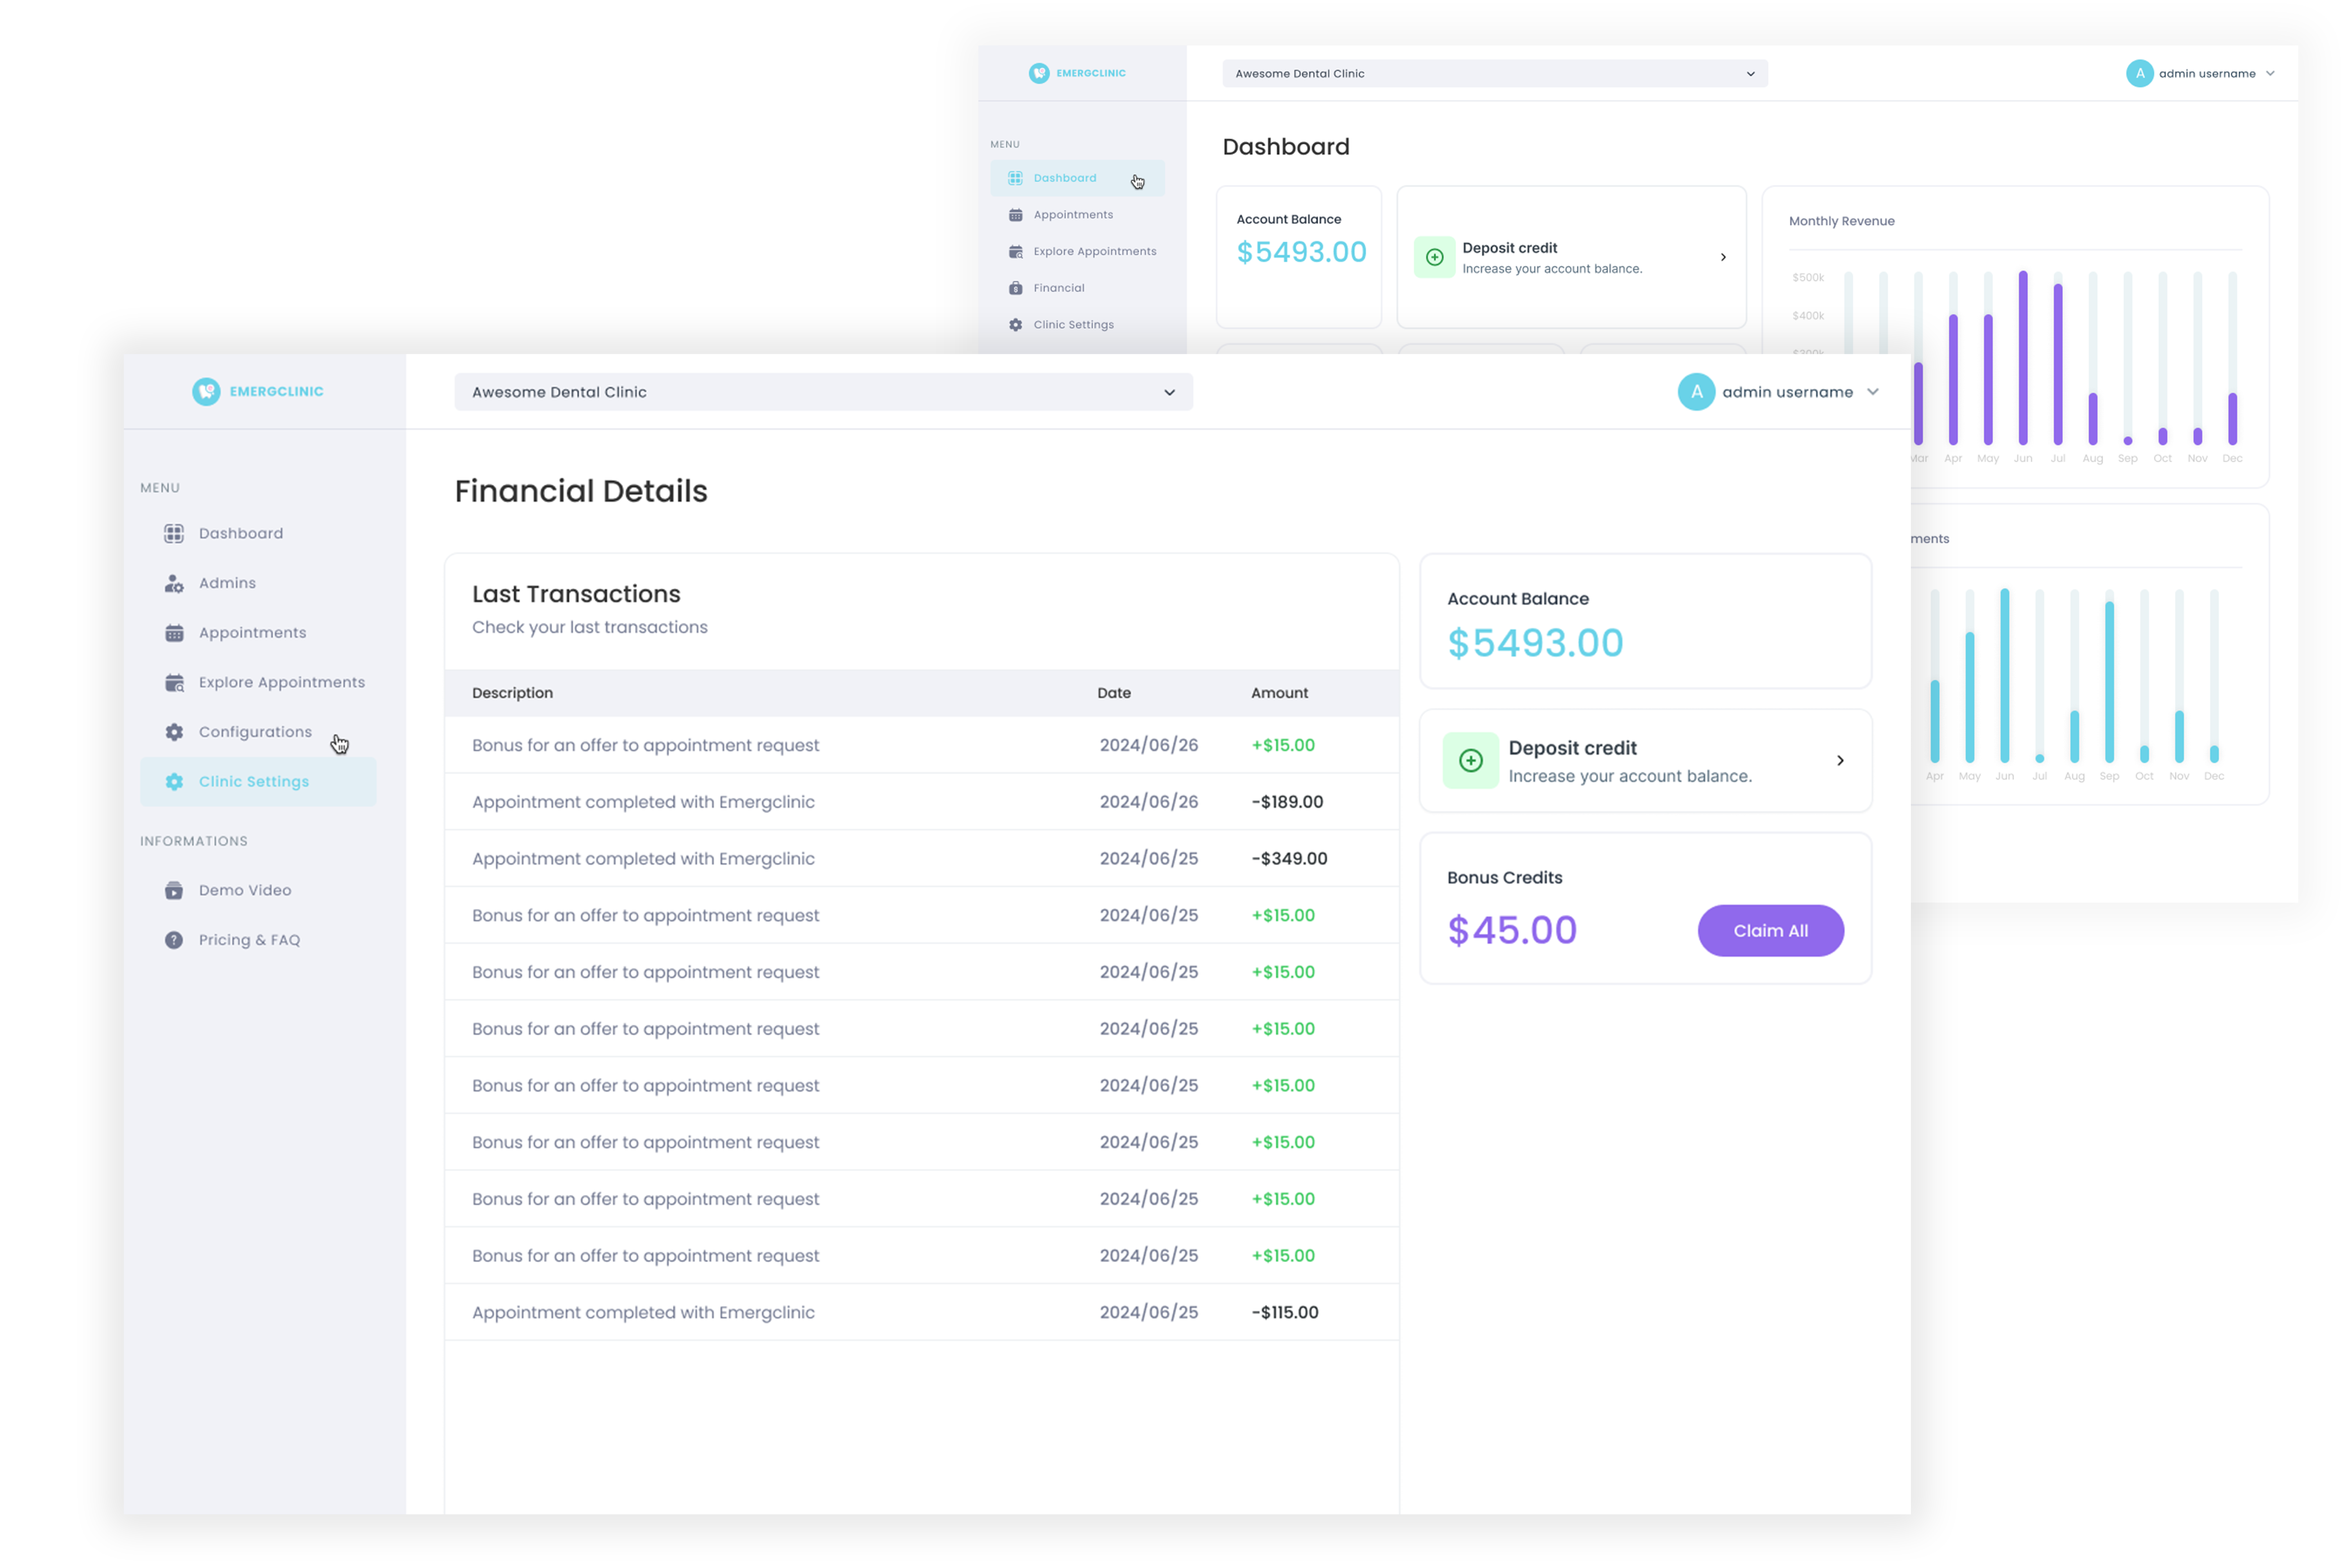 EMERGCLINIC
Awesome Dental Clinic
A admin username
MENU
Dashboard
Appointments
Explore Appointments
Financial
Clinic Settings
Dashboard
Account Balance
$5493.00
Deposit credit
Increase your account balance.
Monthly Revenue
$500k
$400k
Mar Apr May Jun Jul Aug Sep Oct Nov Dec
ments
Apr May Jun Jul Aug Sep Oct Nov Dec
EMERGCLINIC
Awesome Dental Clinic
A admin username
MENU
Dashboard
Admins
Appointments
Explore Appointments
Configurations
Clinic Settings
INFORMATIONS
Demo Video
Pricing & FAQ
Financial Details
Last Transactions
Check your last transactions
Description Date Amount
Bonus for an offer to appointment request 2024/06/26 +$15.00
Appointment completed with Emergclinic 2024/06/26 -$189.00
Appointment completed with Emergclinic 2024/06/25 -$349.00
Bonus for an offer to appointment request 2024/06/25 +$15.00
Bonus for an offer to appointment request 2024/06/25 +$15.00
Bonus for an offer to appointment request 2024/06/25 +$15.00
Bonus for an offer to appointment request 2024/06/25 +$15.00
Bonus for an offer to appointment request 2024/06/25 +$15.00
Bonus for an offer to appointment request 2024/06/25 +$15.00
Bonus for an offer to appointment request 2024/06/25 +$15.00
Appointment completed with Emergclinic 2024/06/25 -$115.00
Account Balance
$5493.00
Deposit credit
Increase your account balance.
Bonus Credits
$45.00
Claim All